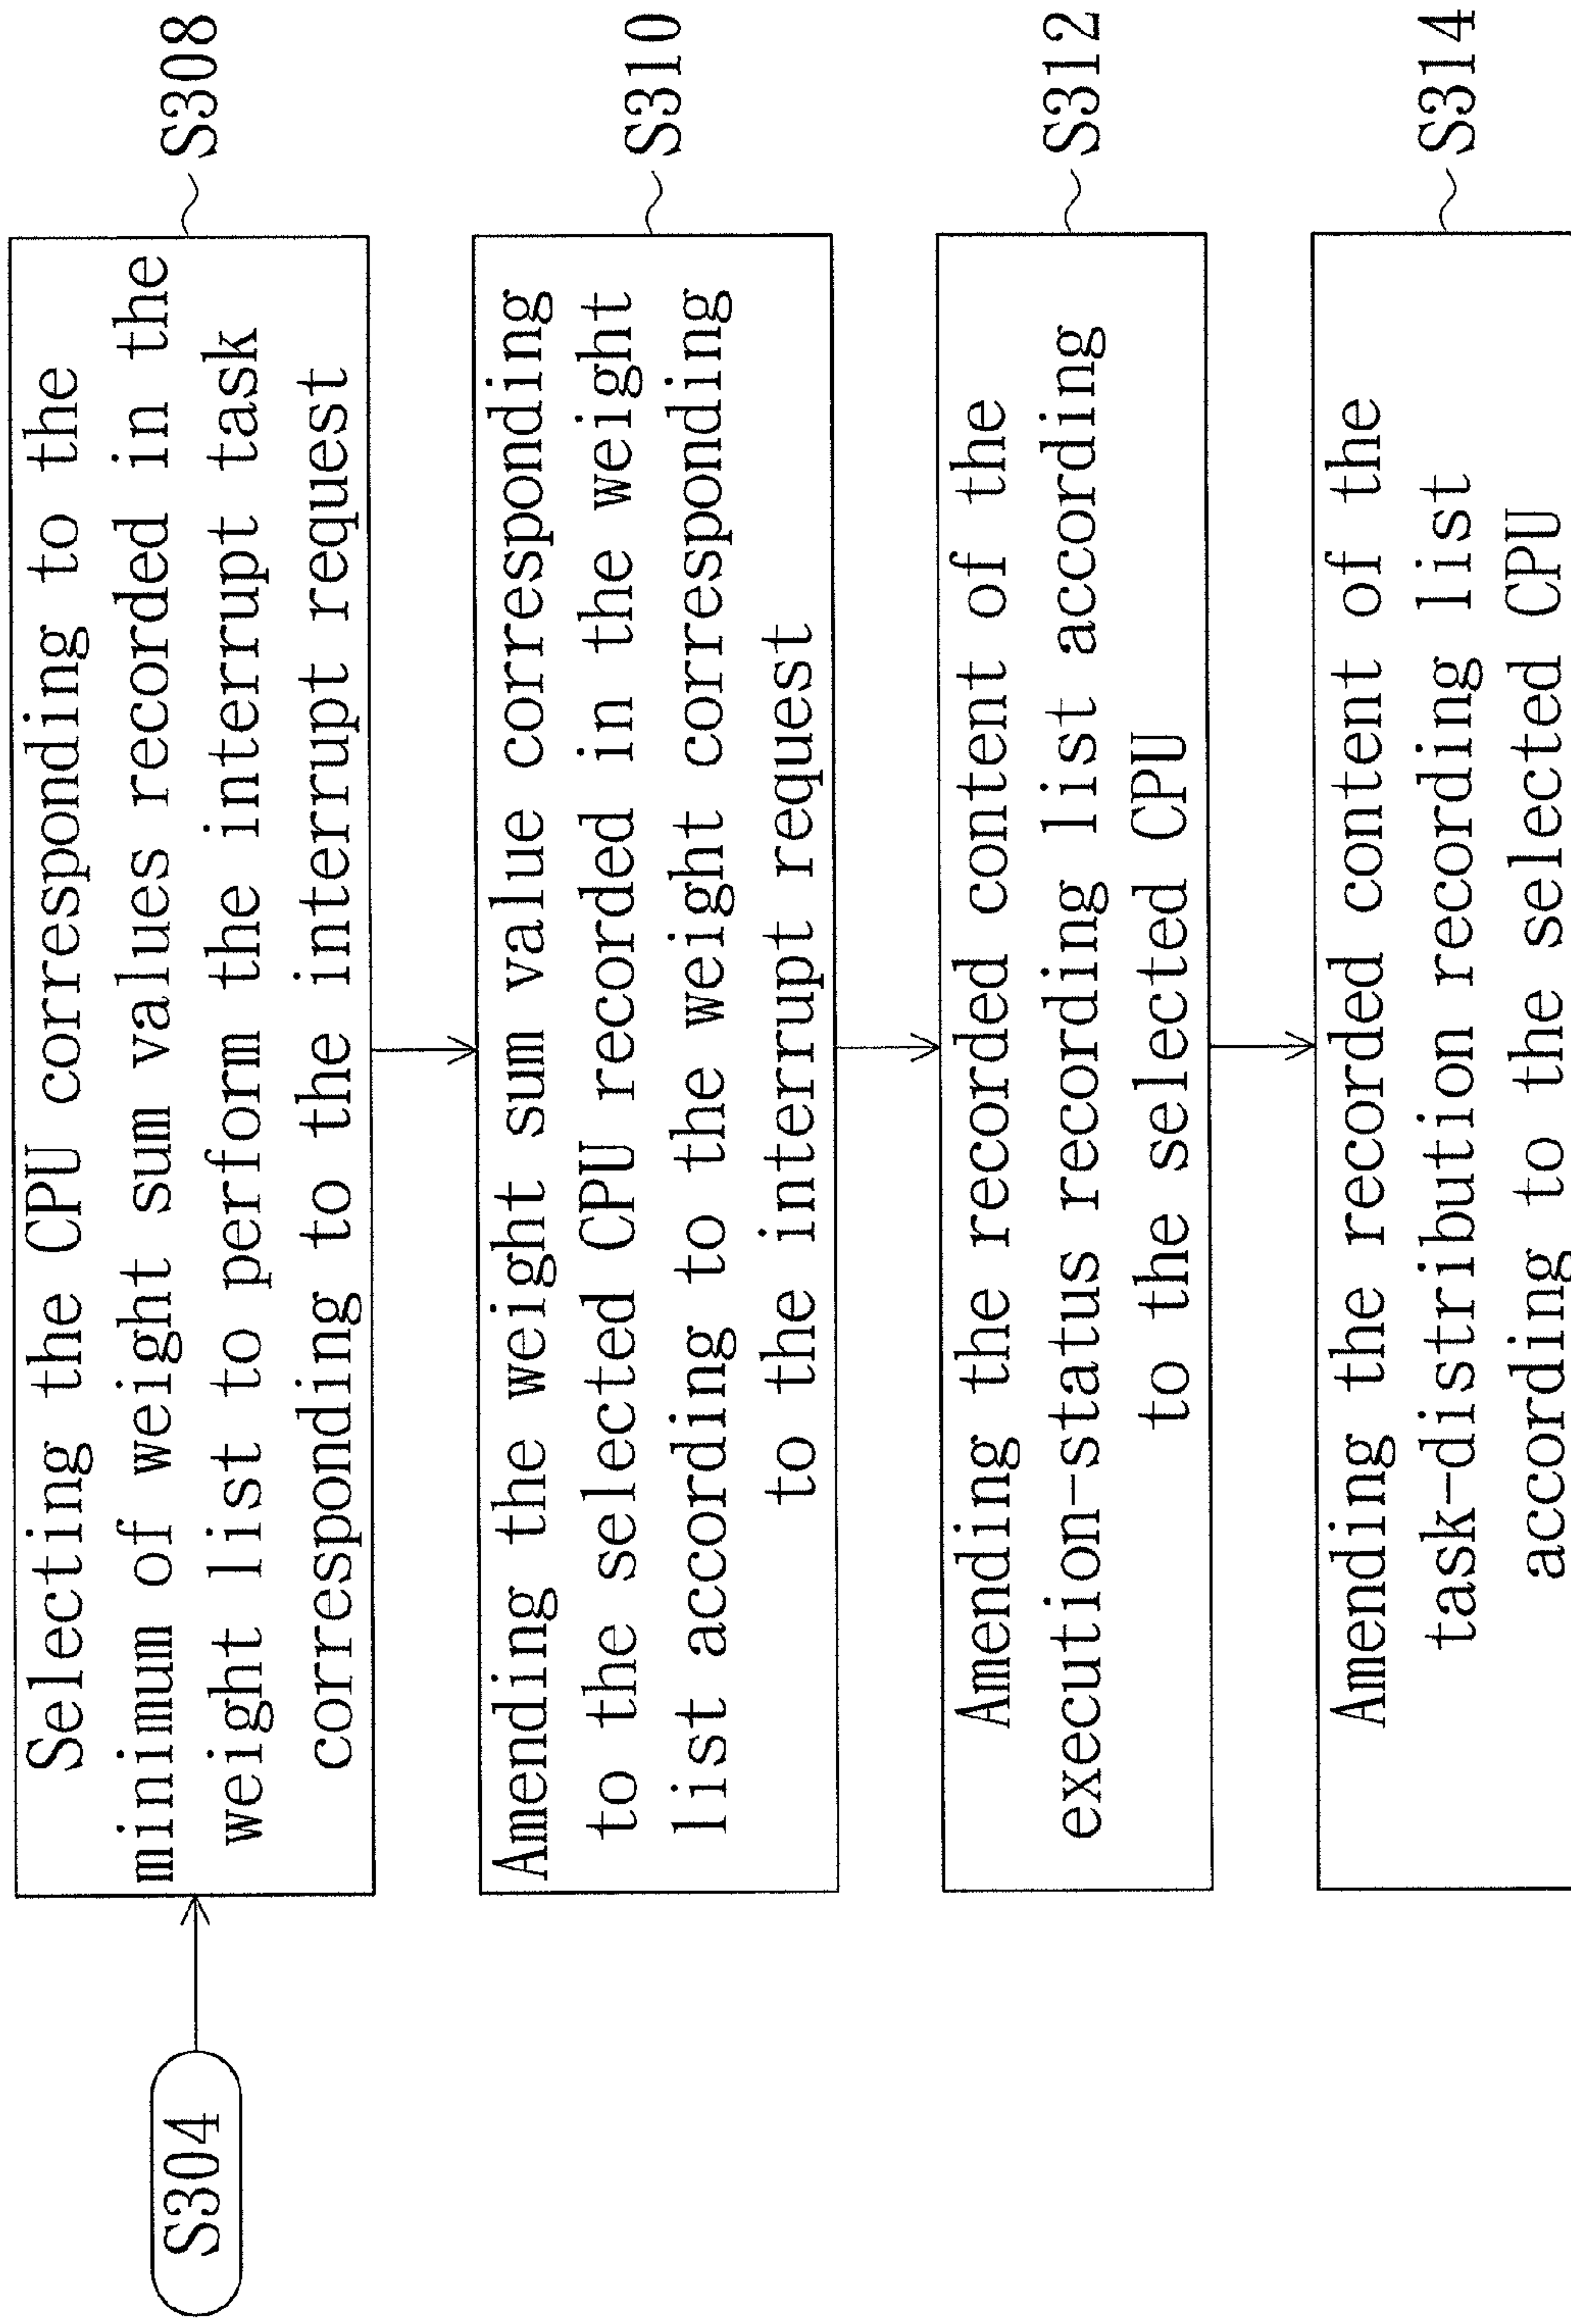 S304
Selecting the CPU corresponding to the
minimum of weight sum values recorded in the
weight list to perform the interrupt task
corresponding to the interrupt request
S308
Amending the weight sum value corresponding
to the selected CPU recorded in the weight
list according to the weight corresponding
to the interrupt request
S310
Amending the recorded content of the
execution-status recording list according
to the selected CPU
S312
Amending the recorded content of the
task-distribution recording list
according to the selected CPU
S314